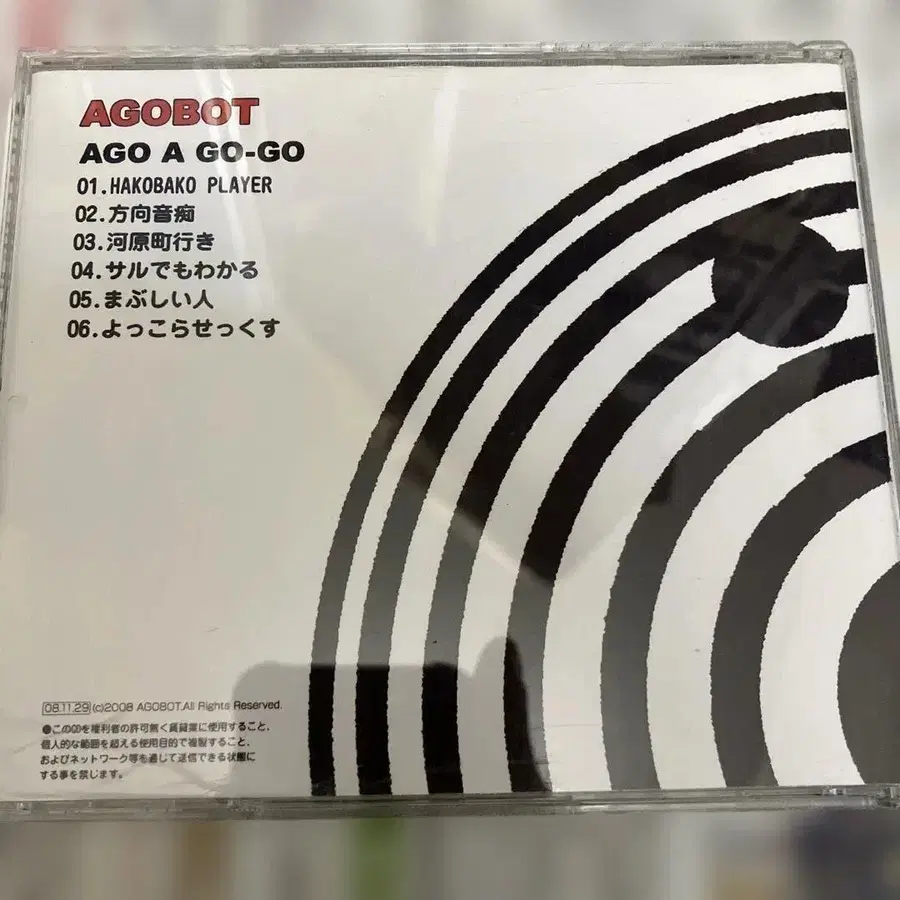 AGOBOT
AGO A GO-GO
01.HAKOBAKO PLAYER
02.方向音痴
03.河原町行き
04.サルでもわかる
05.まぶしい人
06.よっこらせっくす
08.11.29 (c)2008 AGOBOT.All Rights Reserved.
●このCDを権利者の許可無く賃貸業に使用すること,
個人的な範囲を超える使用目的で複製すること,
およびネットワーク等も通じて送信できる状態に
する事を禁じます。